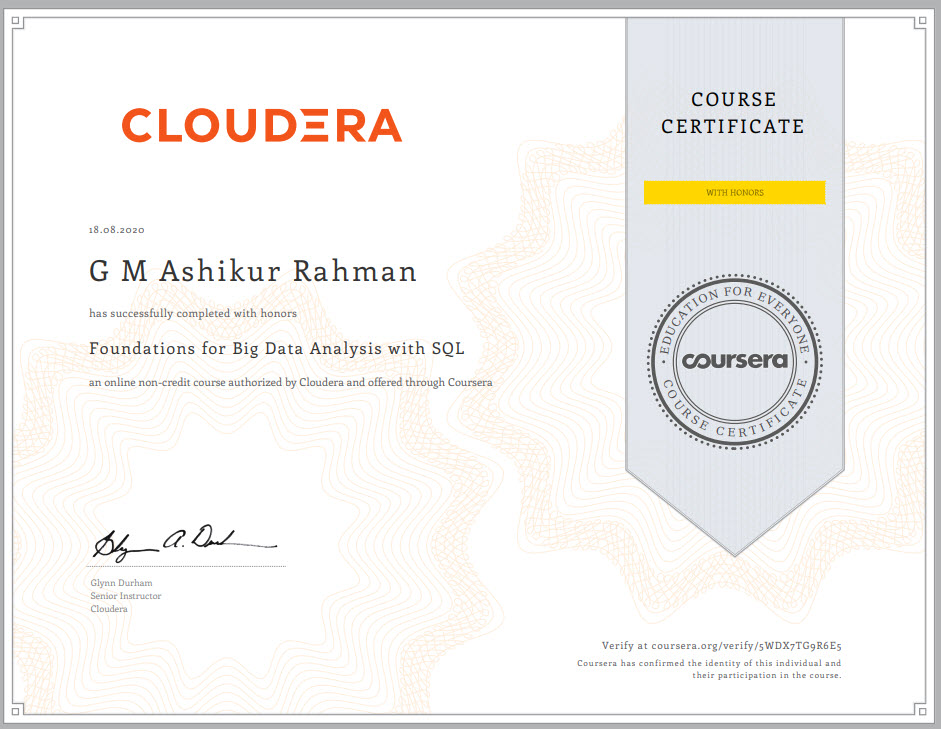 CLOUDERA
COURSE
CERTIFICATE
WITH HONORS
18.08.2020
G M Ashikur Rahman
has successfully completed with honors
Foundations for Big Data Analysis with SQL
an online non-credit course authorized by Cloudera and offered through Coursera
EDUCATION FOR EVERYONE
coursera
COURSE CERTIFICATE
Glynn Durham
Senior Instructor
Cloudera
Verify at coursera.org/verify/5WDX7TG9R6E5
Coursera has confirmed the identity of this individual and
their participation in the course.